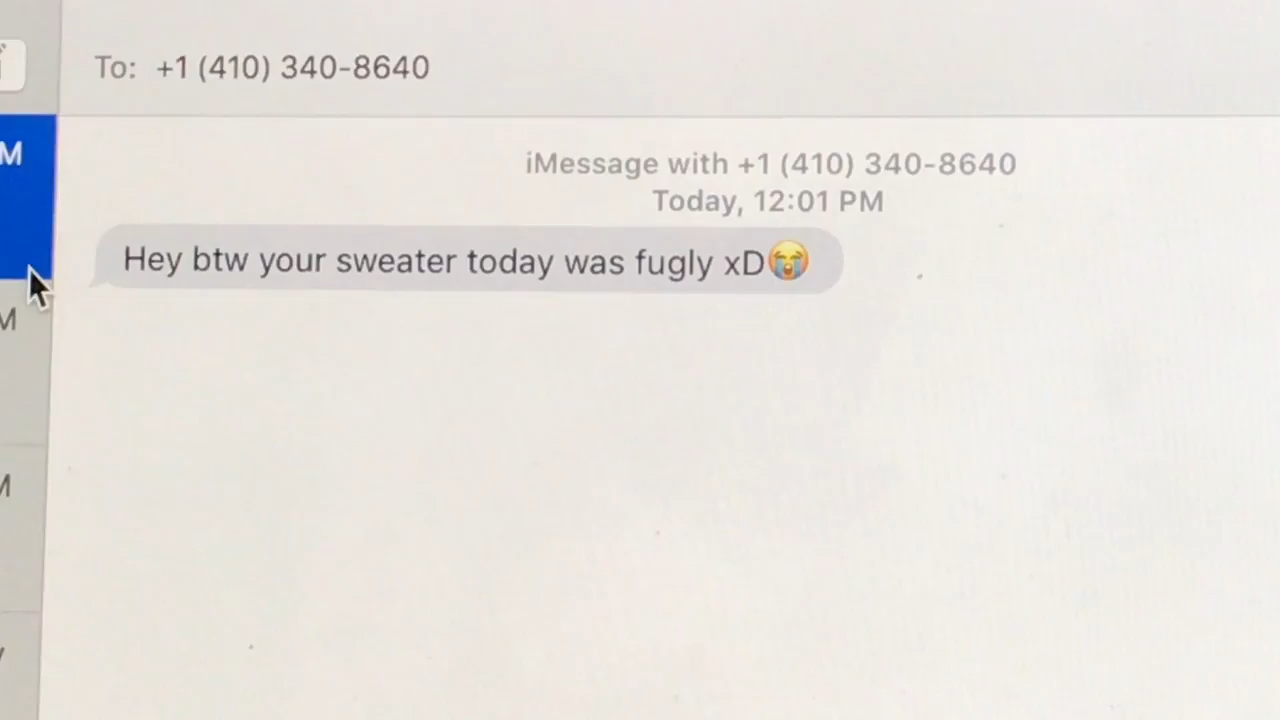 To: +1 (410) 340-8640
M
iMessage with +1 (410) 340-8640
Today, 12:01 PM
Hey btw your sweater today was fugly xD😭
M
M